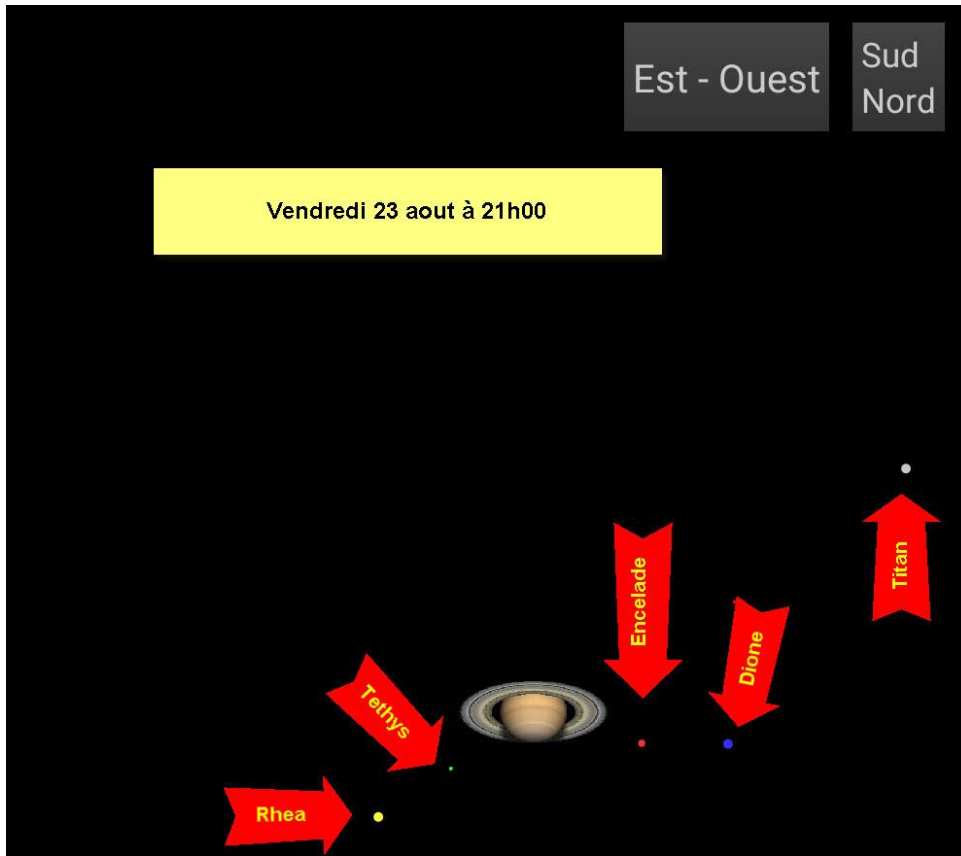 Est - Ouest
Sud
Nord
Vendredi 23 aout à 21h00
Titan
Encelade
Dione
Tethys
Rhea